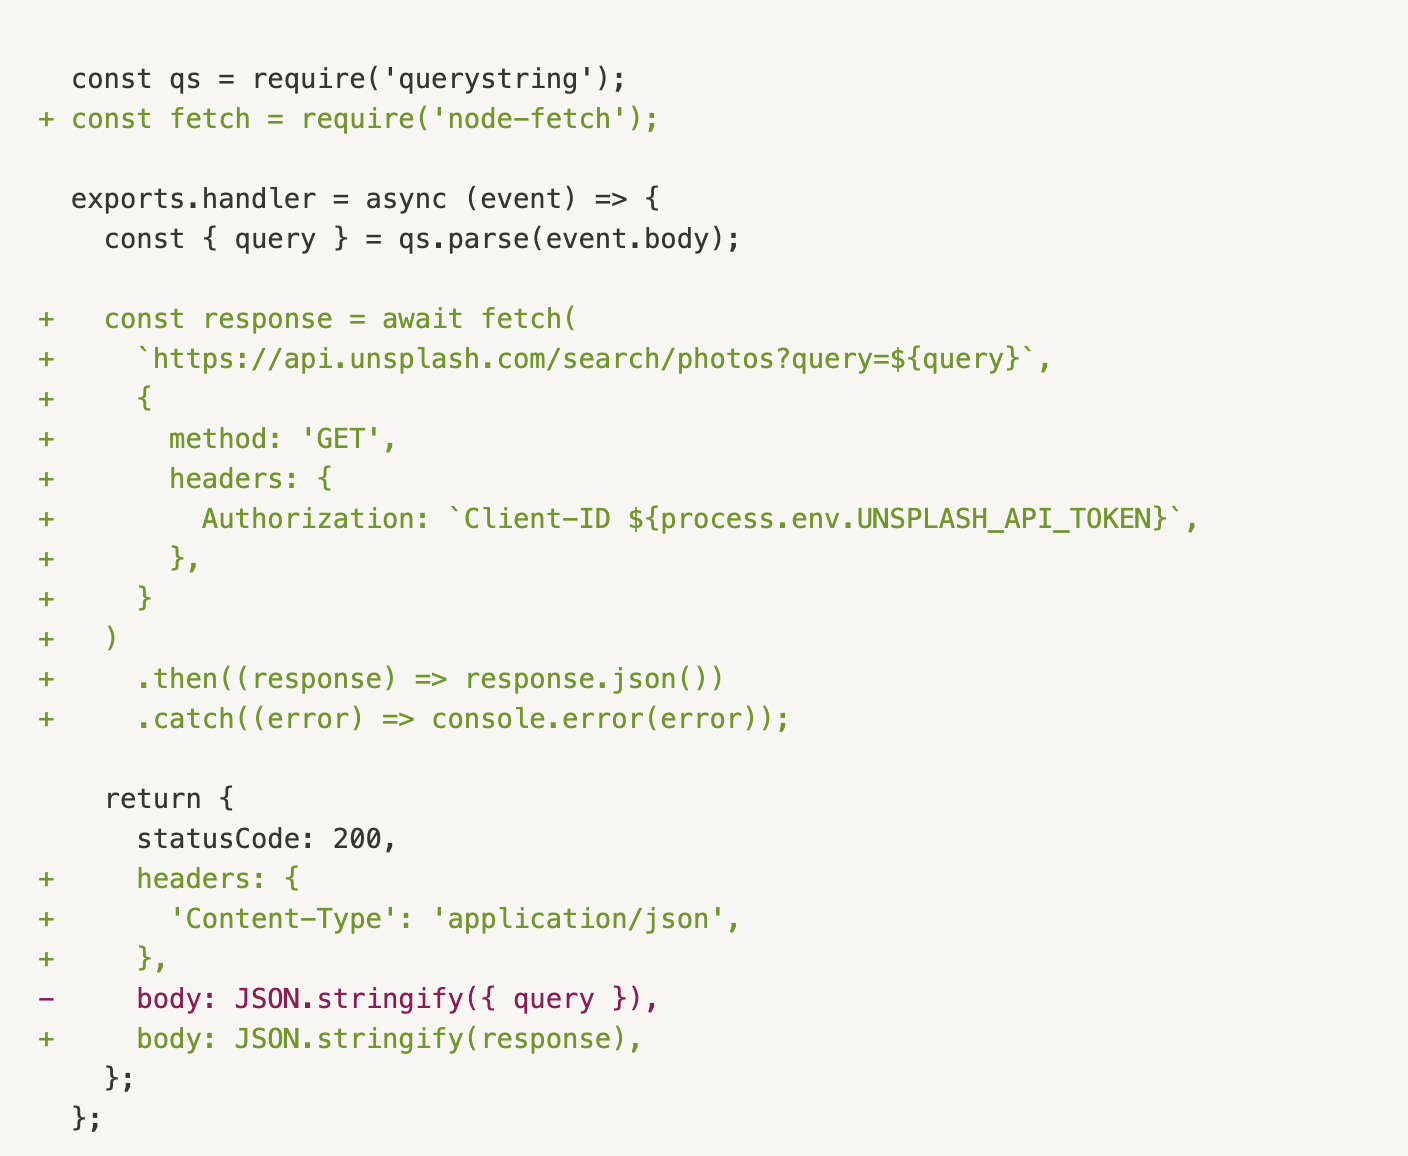 const qs = require('querystring');
+ const fetch = require('node-fetch');

  exports.handler = async (event) => {
    const { query } = qs.parse(event.body);

+   const response = await fetch(
+     `https://api.unsplash.com/search/photos?query=${query}`,
+     {
+       method: 'GET',
+       headers: {
+         Authorization: `Client-ID ${process.env.UNSPLASH_API_TOKEN}`,
+       },
+     }
+   )
+     .then((response) => response.json())
+     .catch((error) => console.error(error));

    return {
      statusCode: 200,
+     headers: {
+       'Content-Type': 'application/json',
+     },
-     body: JSON.stringify({ query }),
+     body: JSON.stringify(response),
    };
  };